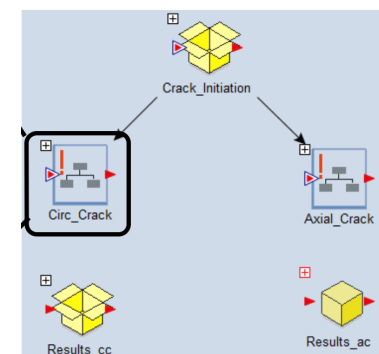 Crack_Initiation
Circ_Crack
Axial_Crack
Results_cc
Results_ac